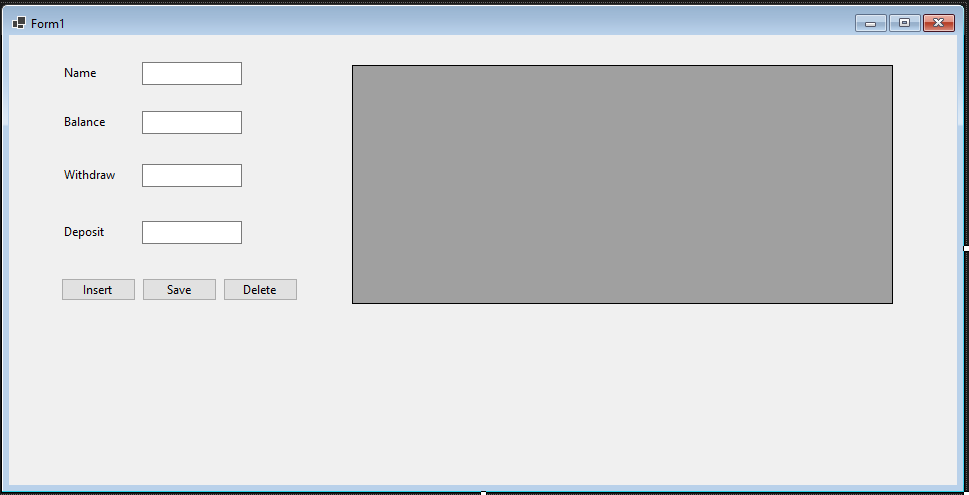 Form1
Name
Balance
Withdraw
Deposit
Insert Save Delete